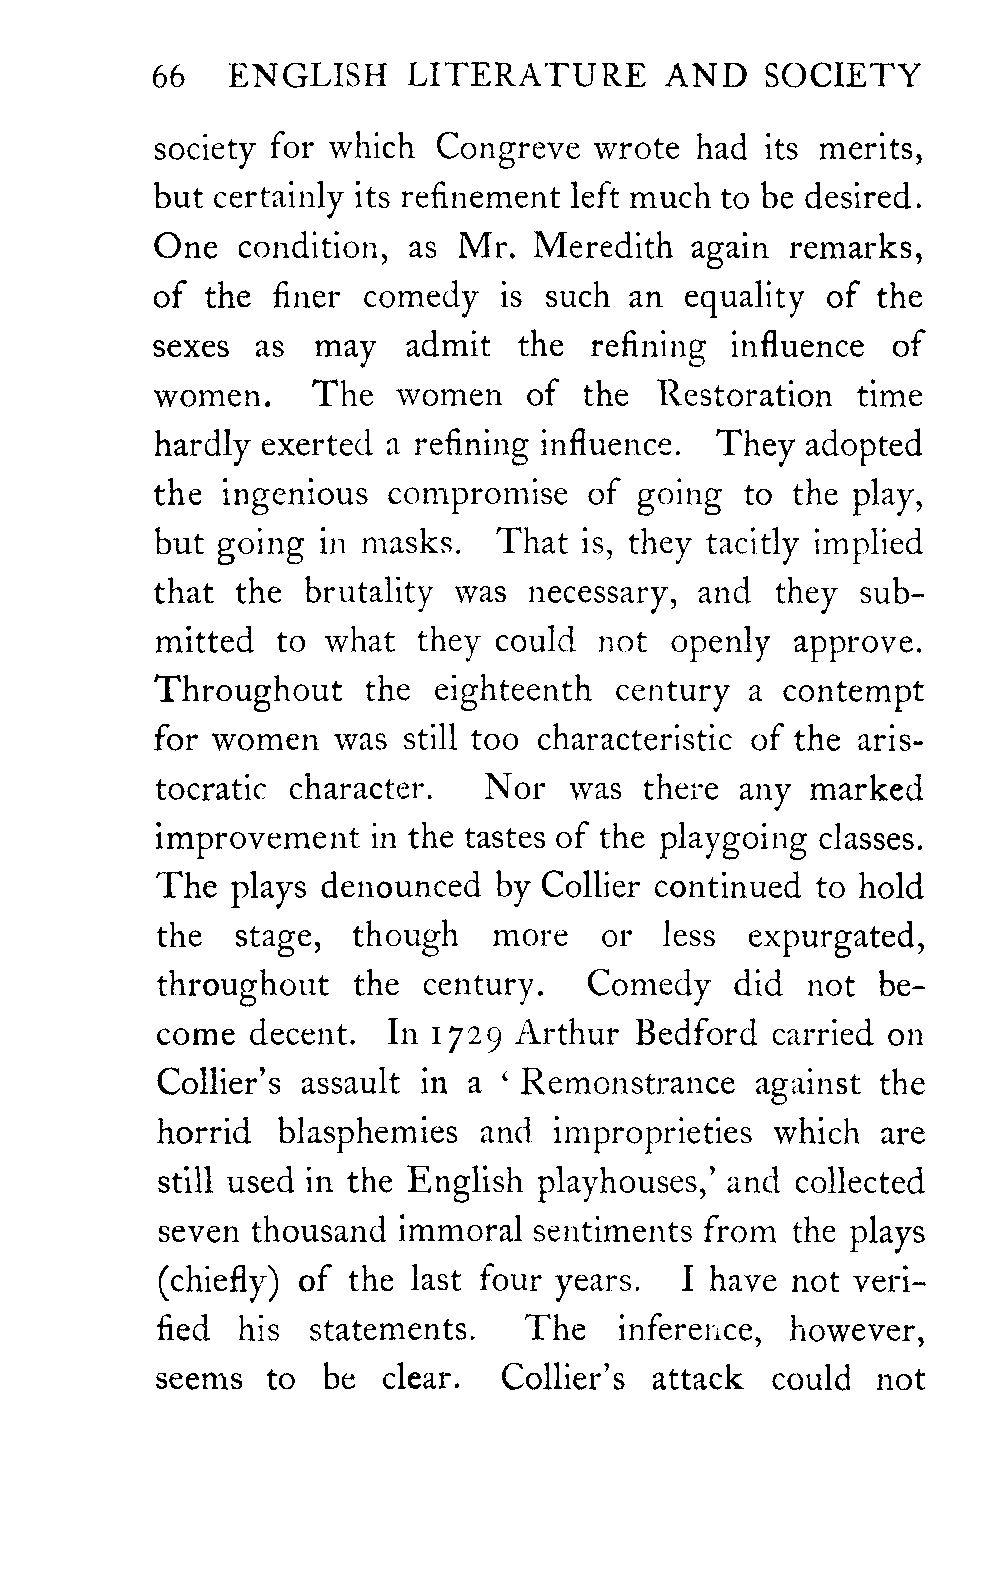 66 ENGLISH LITERATURE AND SOCIETY
society for which Congreve wrote had its merits,
but certainly its refinement left much to be desired.
One condition, as Mr. Meredith again remarks,
of the finer comedy is such an equality of the
sexes as may admit the refining influence of
women. The women of the Restoration time
hardly exerted a refining influence. They adopted
the ingenious compromise of going to the play,
but going in masks. That is, they tacitly implied
that the brutality was necessary, and they sub-
mitted to what they could not openly approve.
Throughout the eighteenth century a contempt
for women was still too characteristic of the aris-
tocratic character. Nor was there any marked
improvement in the tastes of the playgoing classes.
The plays denounced by Collier continued to hold
the stage, though more or less expurgated,
throughout the century. Comedy did not be-
come decent. In 1729 Arthur Bedford carried on
Collier's assault in a ‘ Remonstrance against the
horrid blasphemies and improprieties which are
still used in the English playhouses,’ and collected
seven thousand immoral sentiments from the plays
(chiefly) of the last four years. I have not veri-
fied his statements. The inference, however,
seems to be clear. Collier's attack could not